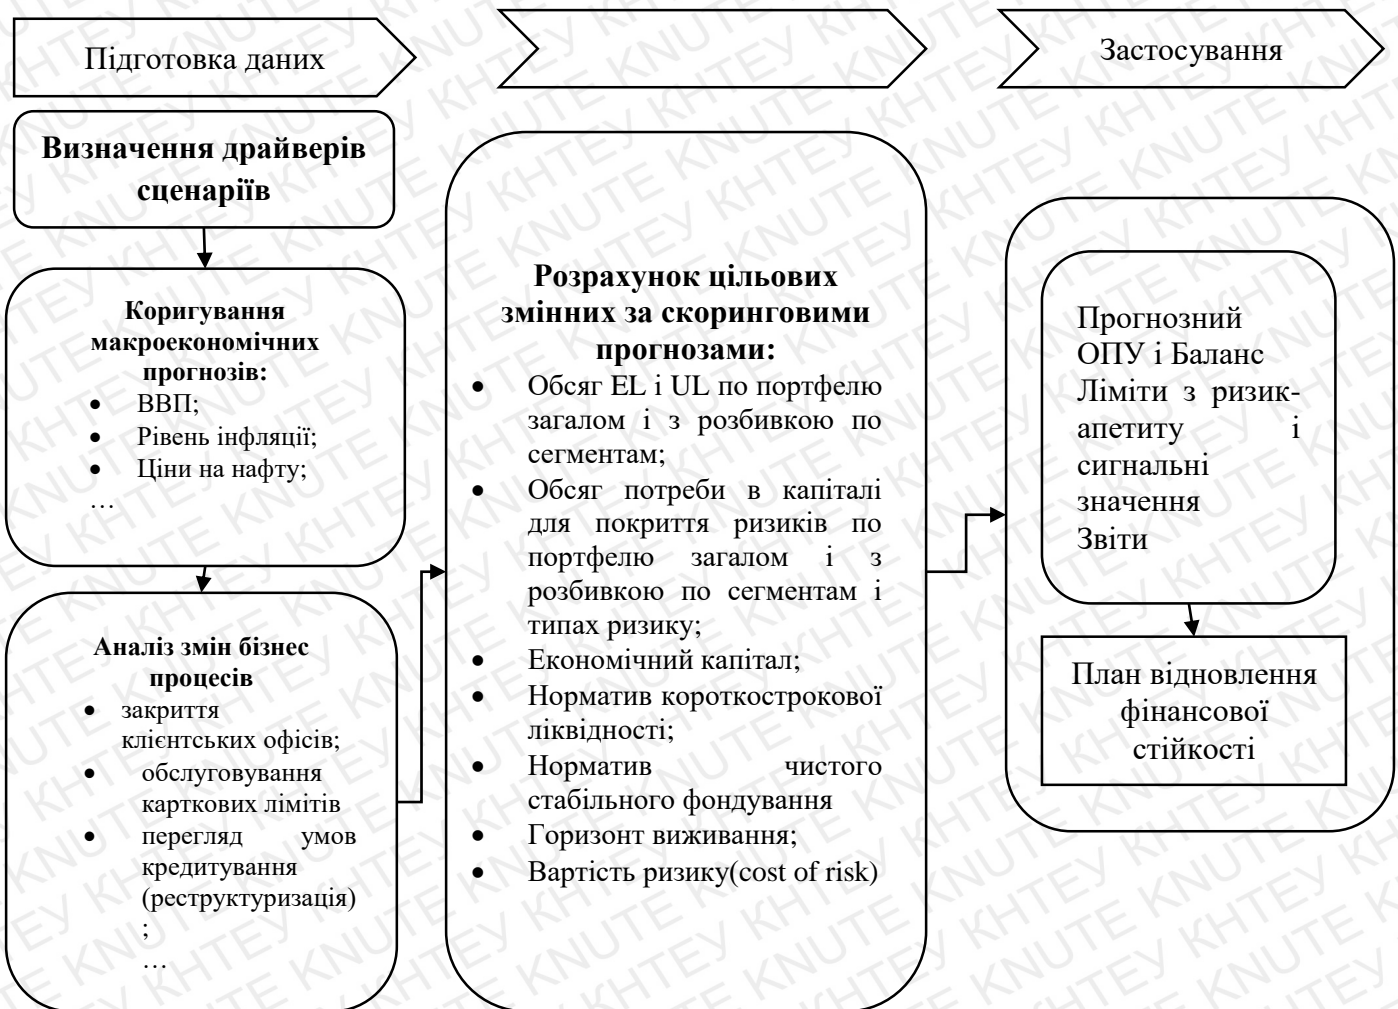 Підготовка даних
Застосування
Визначення драйверів
сценаріїв
Коригування
макроекономічних
прогнозів:
• ВВП;
• Рівень інфляції;
• Ціни на нафту;
…
Аналіз змін бізнес
процесів
• закриття
клієнтських офісів;
• обслуговування
карткових лімітів
• перегляд умов
кредитування
(реструктуризація)
;
…
Розрахунок цільових
змінних за скоринговими
прогнозами:
• Обсяг EL і UL по портфелю
загалом і з розбивкою по
сегментам;
• Обсяг потреби в капіталі
для покриття ризиків по
портфелю загалом і з
розбивкою по сегментам і
типах ризику;
• Економічний капітал;
• Норматив короткострокової
ліквідності;
• Норматив чистого
стабільного фондування
• Горизонт виживання;
• Вартість ризику(cost of risk)
Прогнозний
ОПУ і Баланс
Ліміти з ризик-
апетиту і
сигнальні
значення
Звіти
План відновлення
фінансової
стійкості